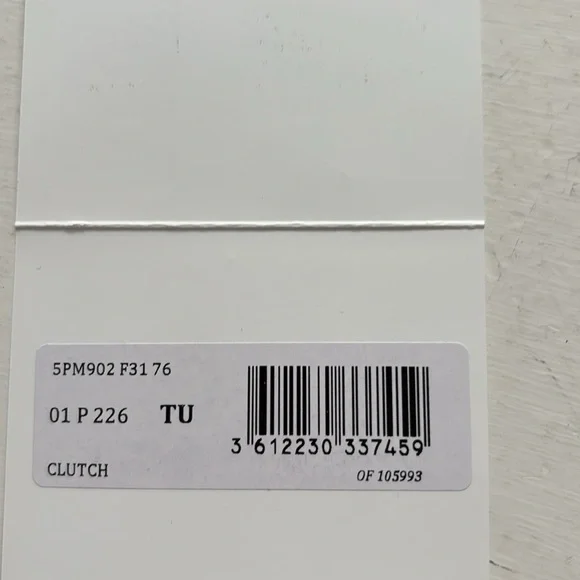 5PM902 F31 76
01 P 226 TU
3 612230 337459
CLUTCH
OF 105993